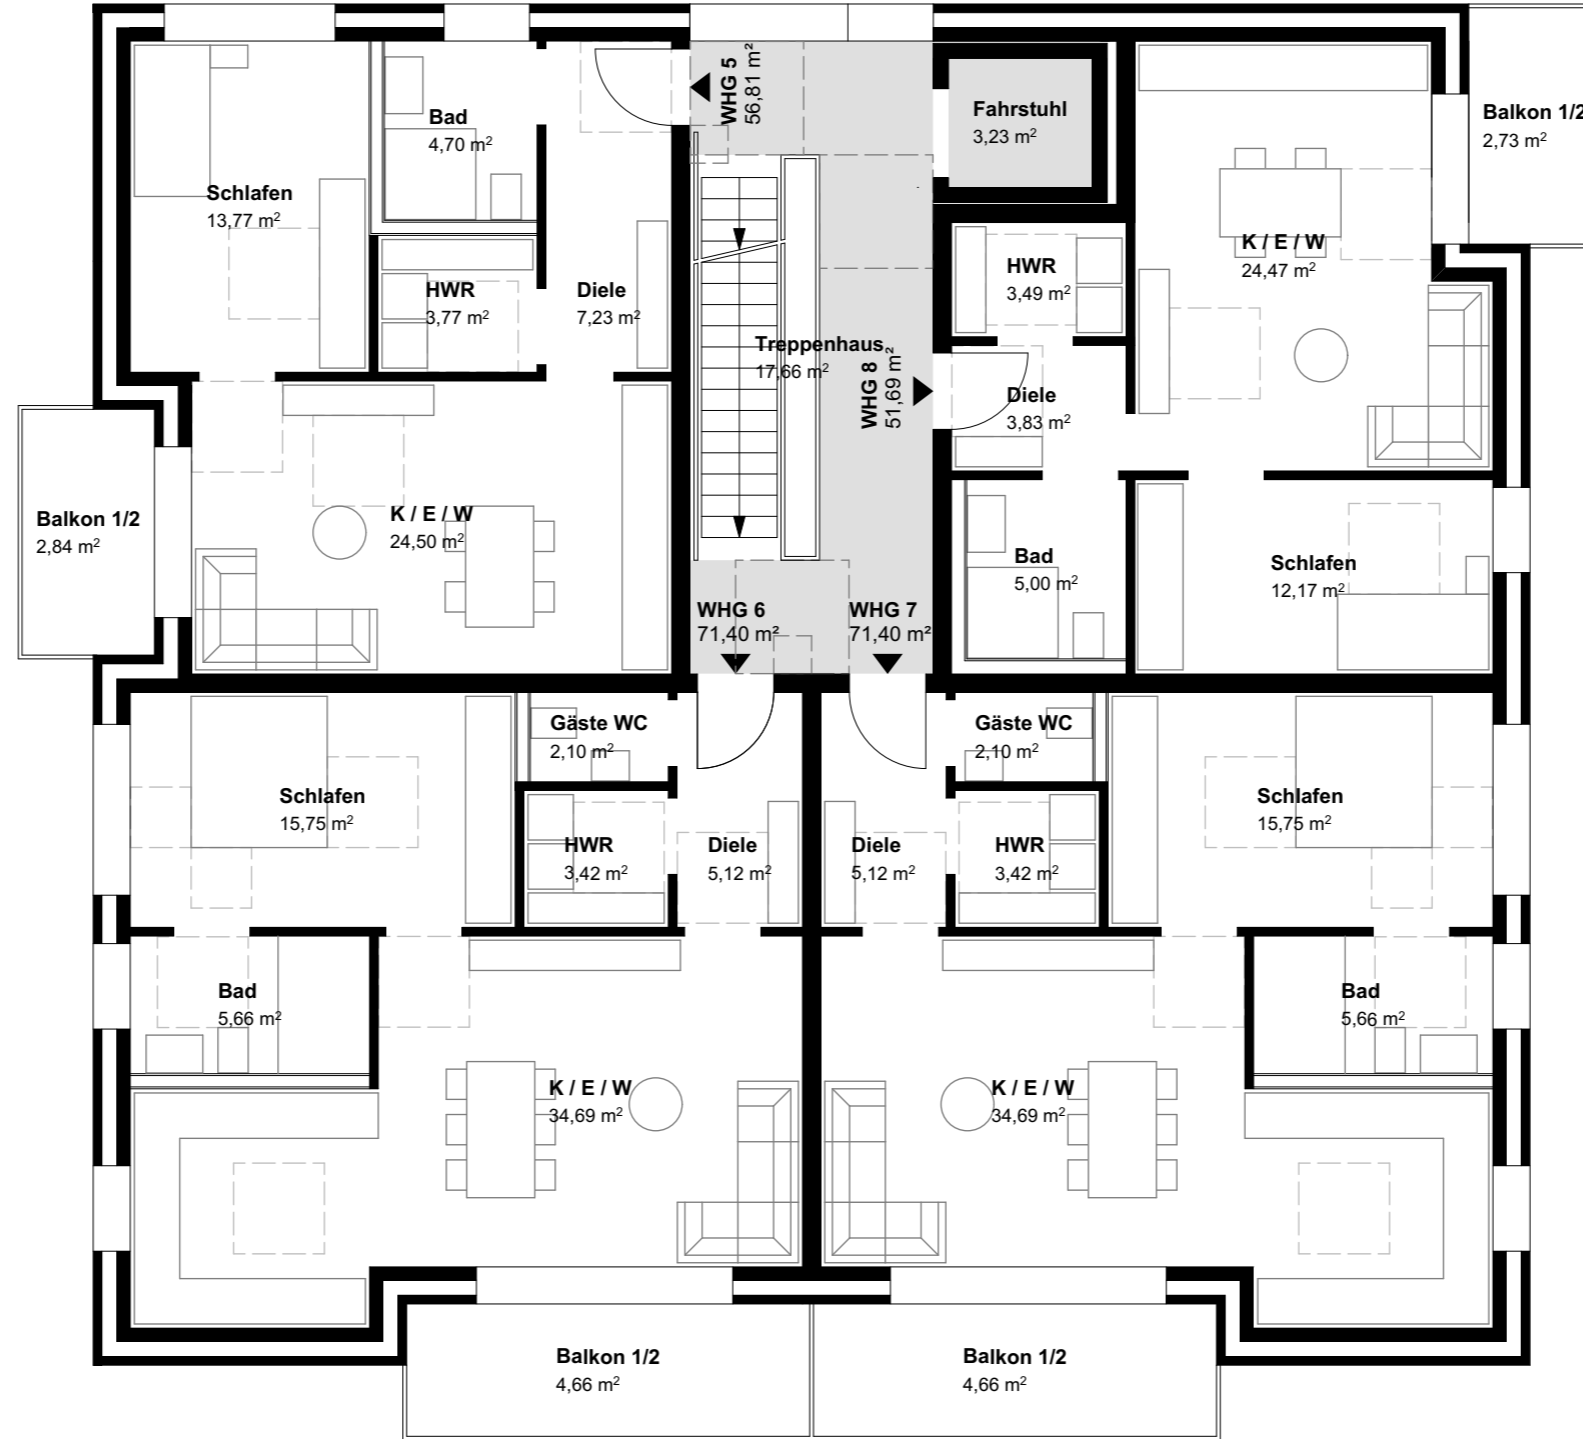 WHG 5
56,81 m²
Fahrstuhl
3,23 m²
Balkon 1/2
2,73 m²
Bad
4,70 m²
Schlafen
13,77 m²
K / E / W
24,47 m²
HWR
3,77 m²
Diele
7,23 m²
HWR
3,49 m²
Treppenhaus
17,66 m²
WHG 8
51,69 m²
Diele
3,83 m²
Balkon 1/2
2,84 m²
K / E / W
24,50 m²
Bad
5,00 m²
Schlafen
12,17 m²
WHG 6
71,40 m²
WHG 7
71,40 m²
Gäste WC
2,10 m²
Gäste WC
2,10 m²
Schlafen
15,75 m²
Schlafen
15,75 m²
HWR
3,42 m²
Diele
5,12 m²
Diele
5,12 m²
HWR
3,42 m²
Bad
5,66 m²
Bad
5,66 m²
K / E / W
34,69 m²
K / E / W
34,69 m²
Balkon 1/2
4,66 m²
Balkon 1/2
4,66 m²